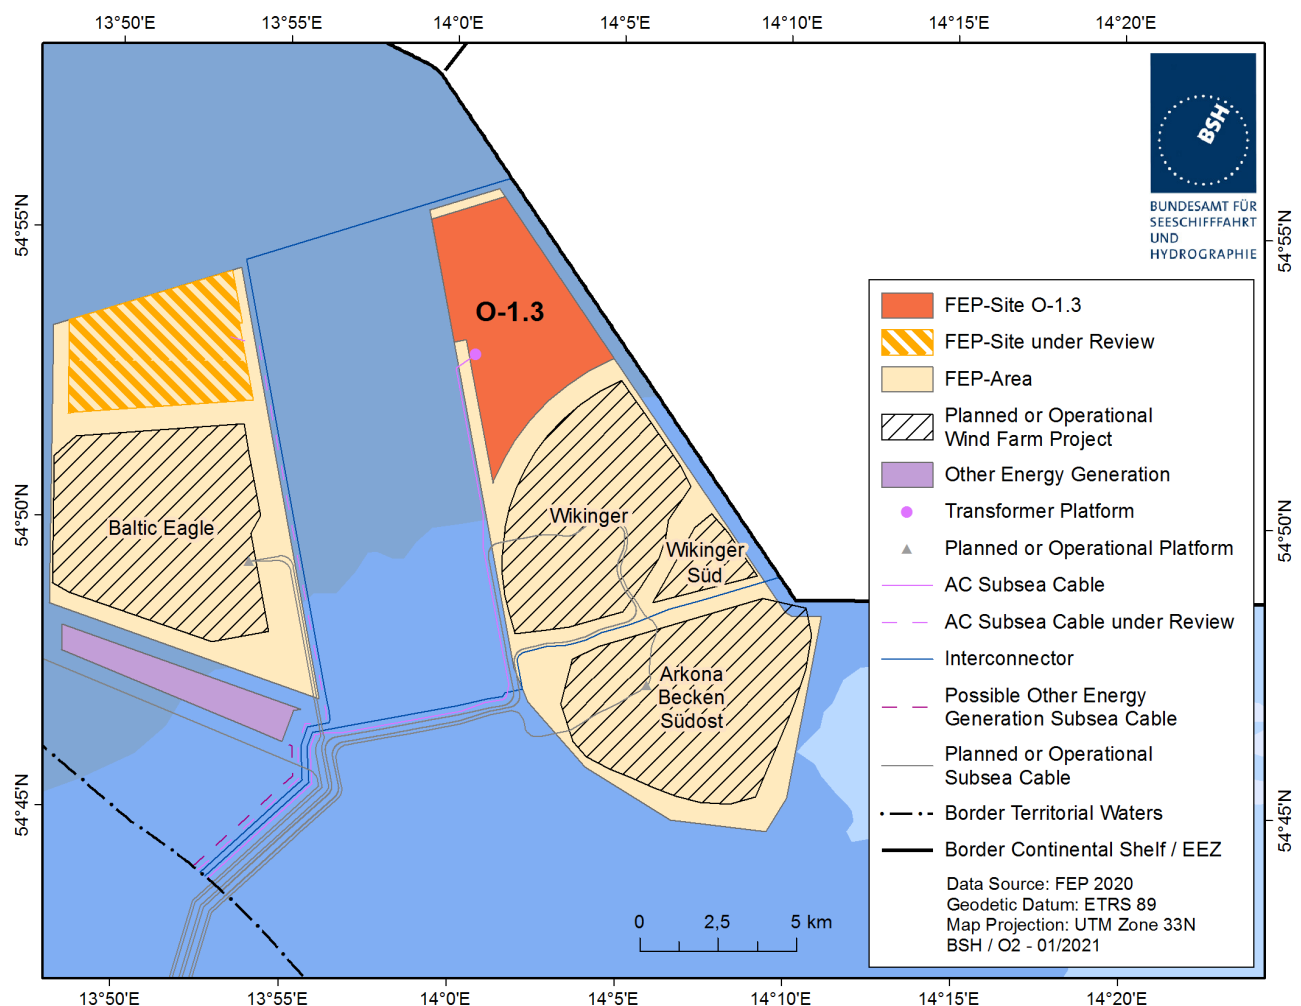 13°50'E 13°55'E 14°0'E 14°5'E 14°10'E 14°15'E 14°20'E
54°55'N
54°50'N
54°45'N
BSH
BUNDESAMT FÜR
SEESCHIFFFAHRT
UND
HYDROGRAPHIE
54°55'N
54°50'N
54°45'N
O-1.3
Baltic Eagle
Wikinger
Wikinger
Süd
Arkona
Becken
Südost
FEP-Site O-1.3
FEP-Site under Review
FEP-Area
Planned or Operational
Wind Farm Project
Other Energy Generation
Transformer Platform
Planned or Operational Platform
AC Subsea Cable
AC Subsea Cable under Review
Interconnector
Possible Other Energy
Generation Subsea Cable
Planned or Operational
Subsea Cable
Border Territorial Waters
Border Continental Shelf / EEZ
Data Source: FEP 2020
Geodetic Datum: ETRS 89
Map Projection: UTM Zone 33N
BSH / O2 - 01/2021
0 2,5 5 km
13°50'E 13°55'E 14°0'E 14°5'E 14°10'E 14°15'E 14°20'E